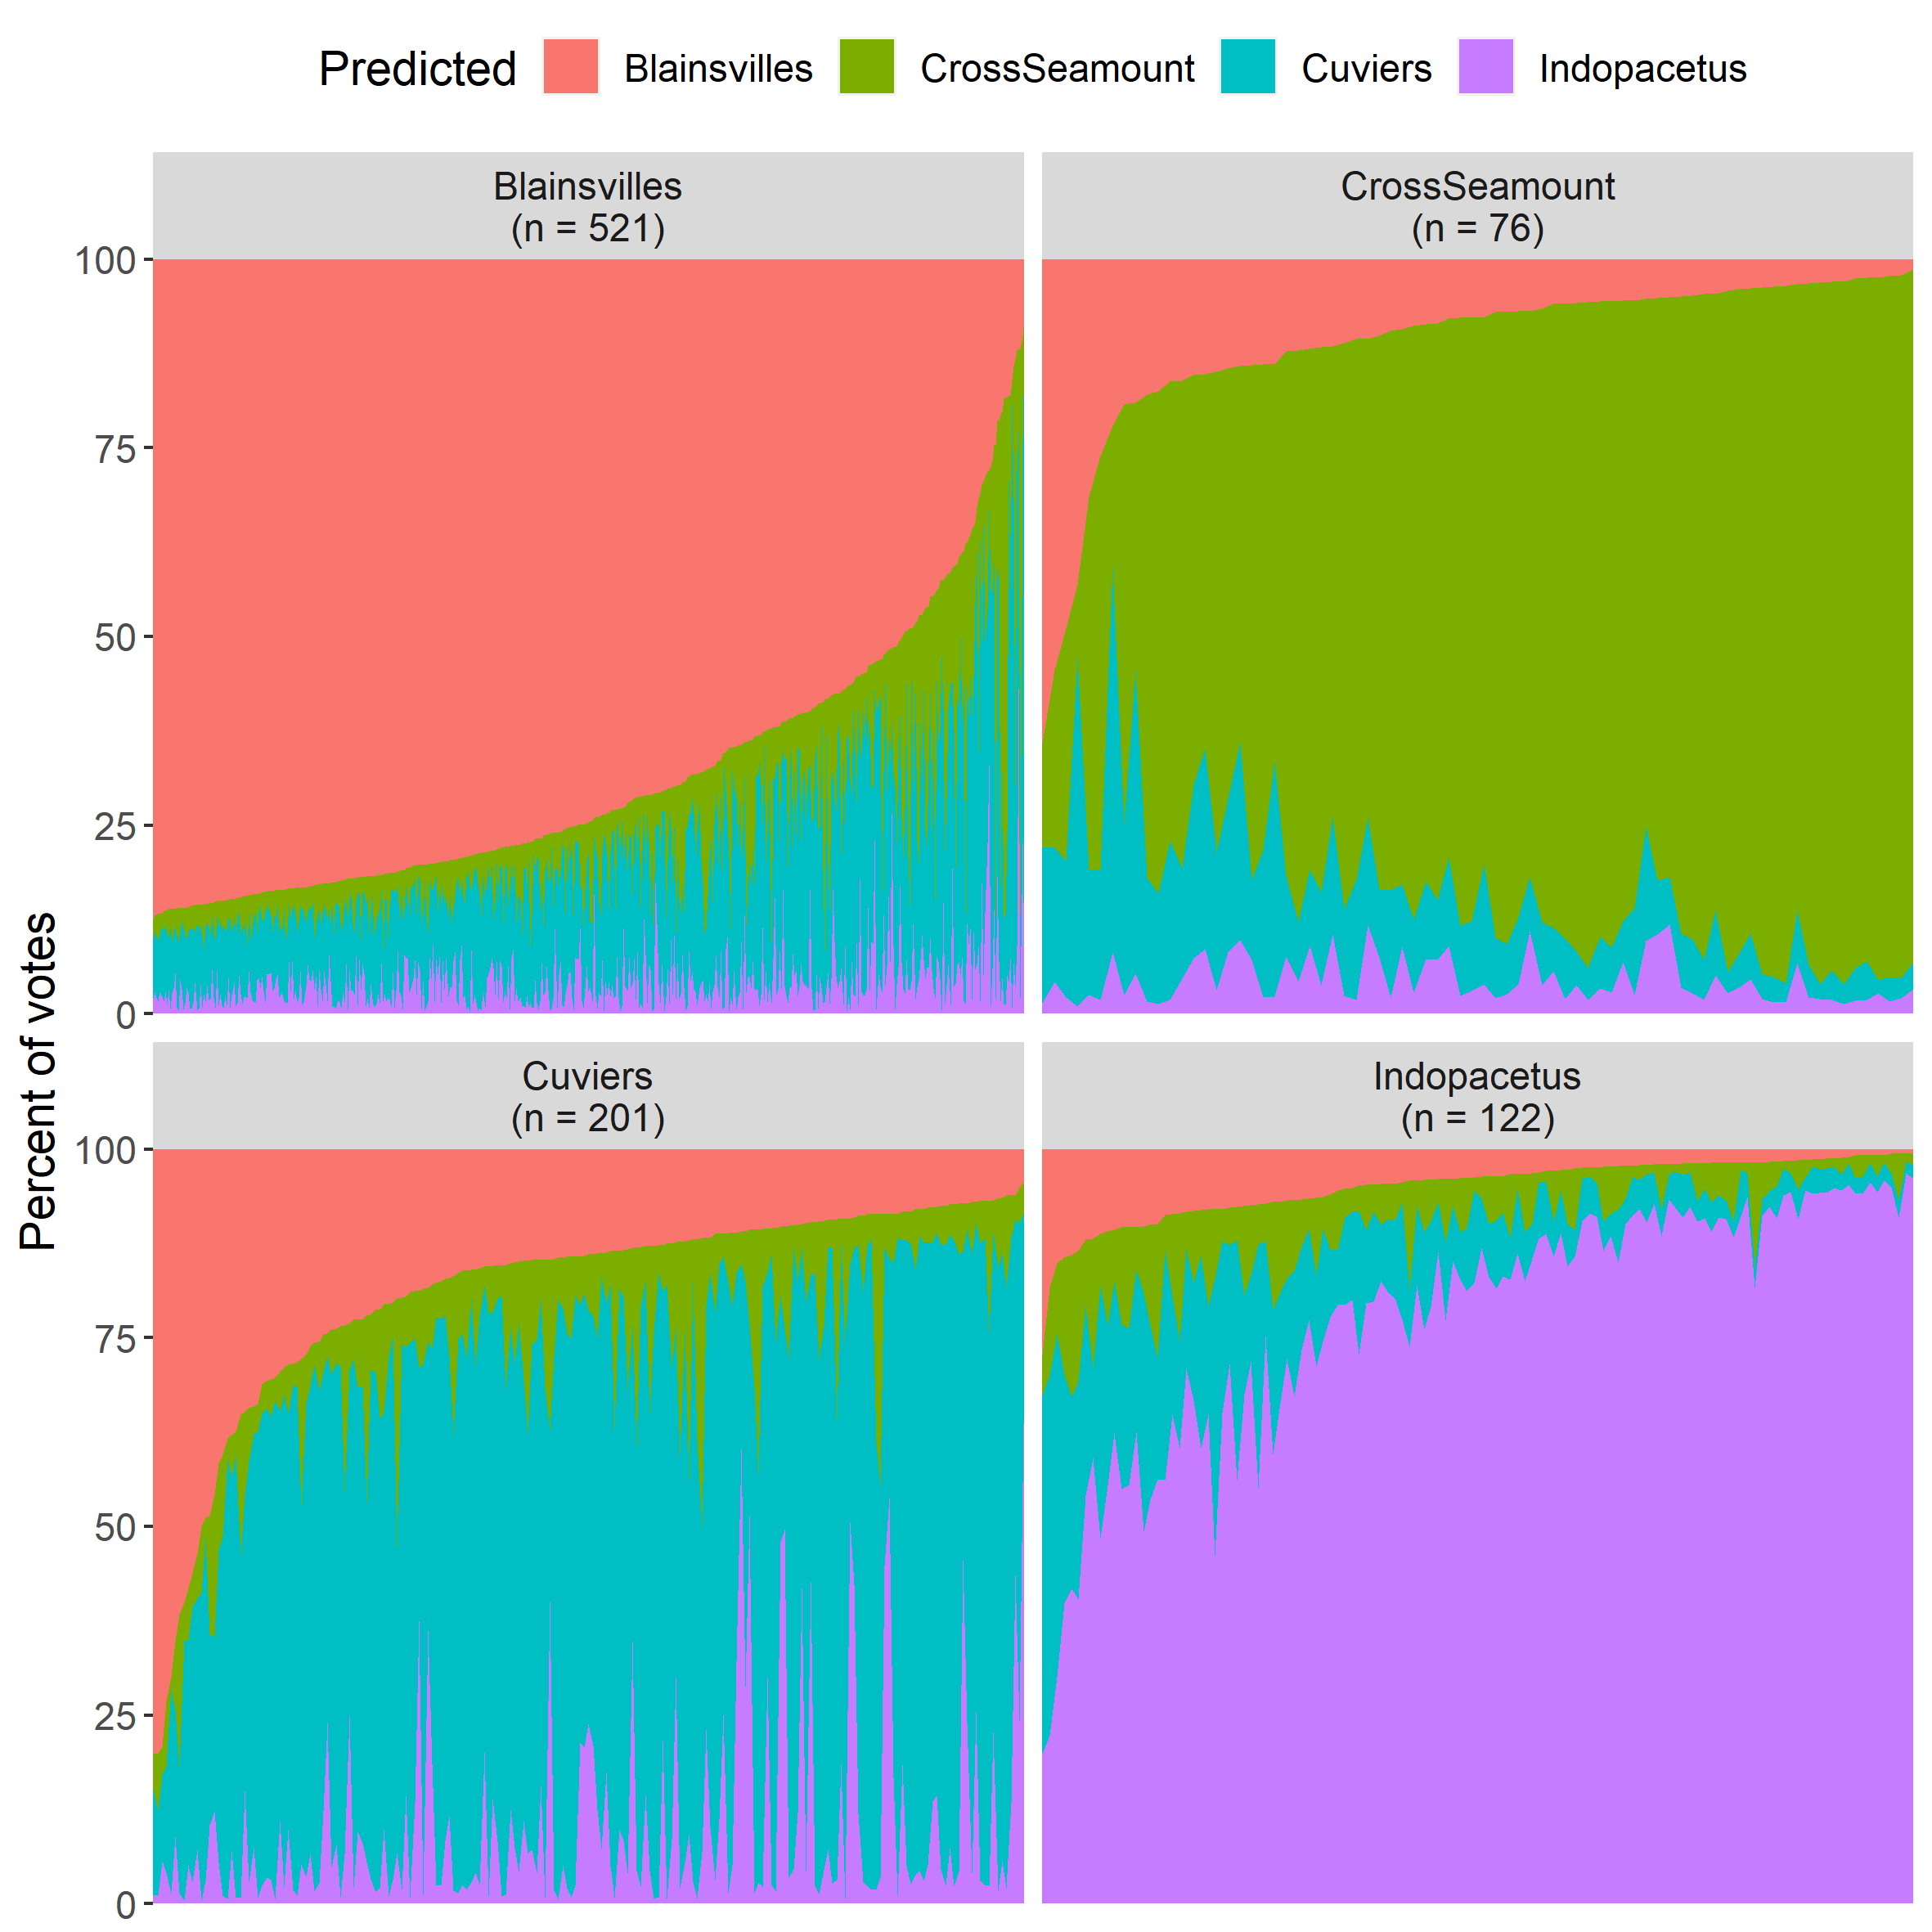 Predicted Blainsvilles CrossSeamount Cuviers Indopacetus
Blainsvilles
(n = 521)
CrossSeamount
(n = 76)
100
75
50
25
0
Percent of votes
Cuviers
(n = 201)
Indopacetus
(n = 122)
100
75
50
25
0